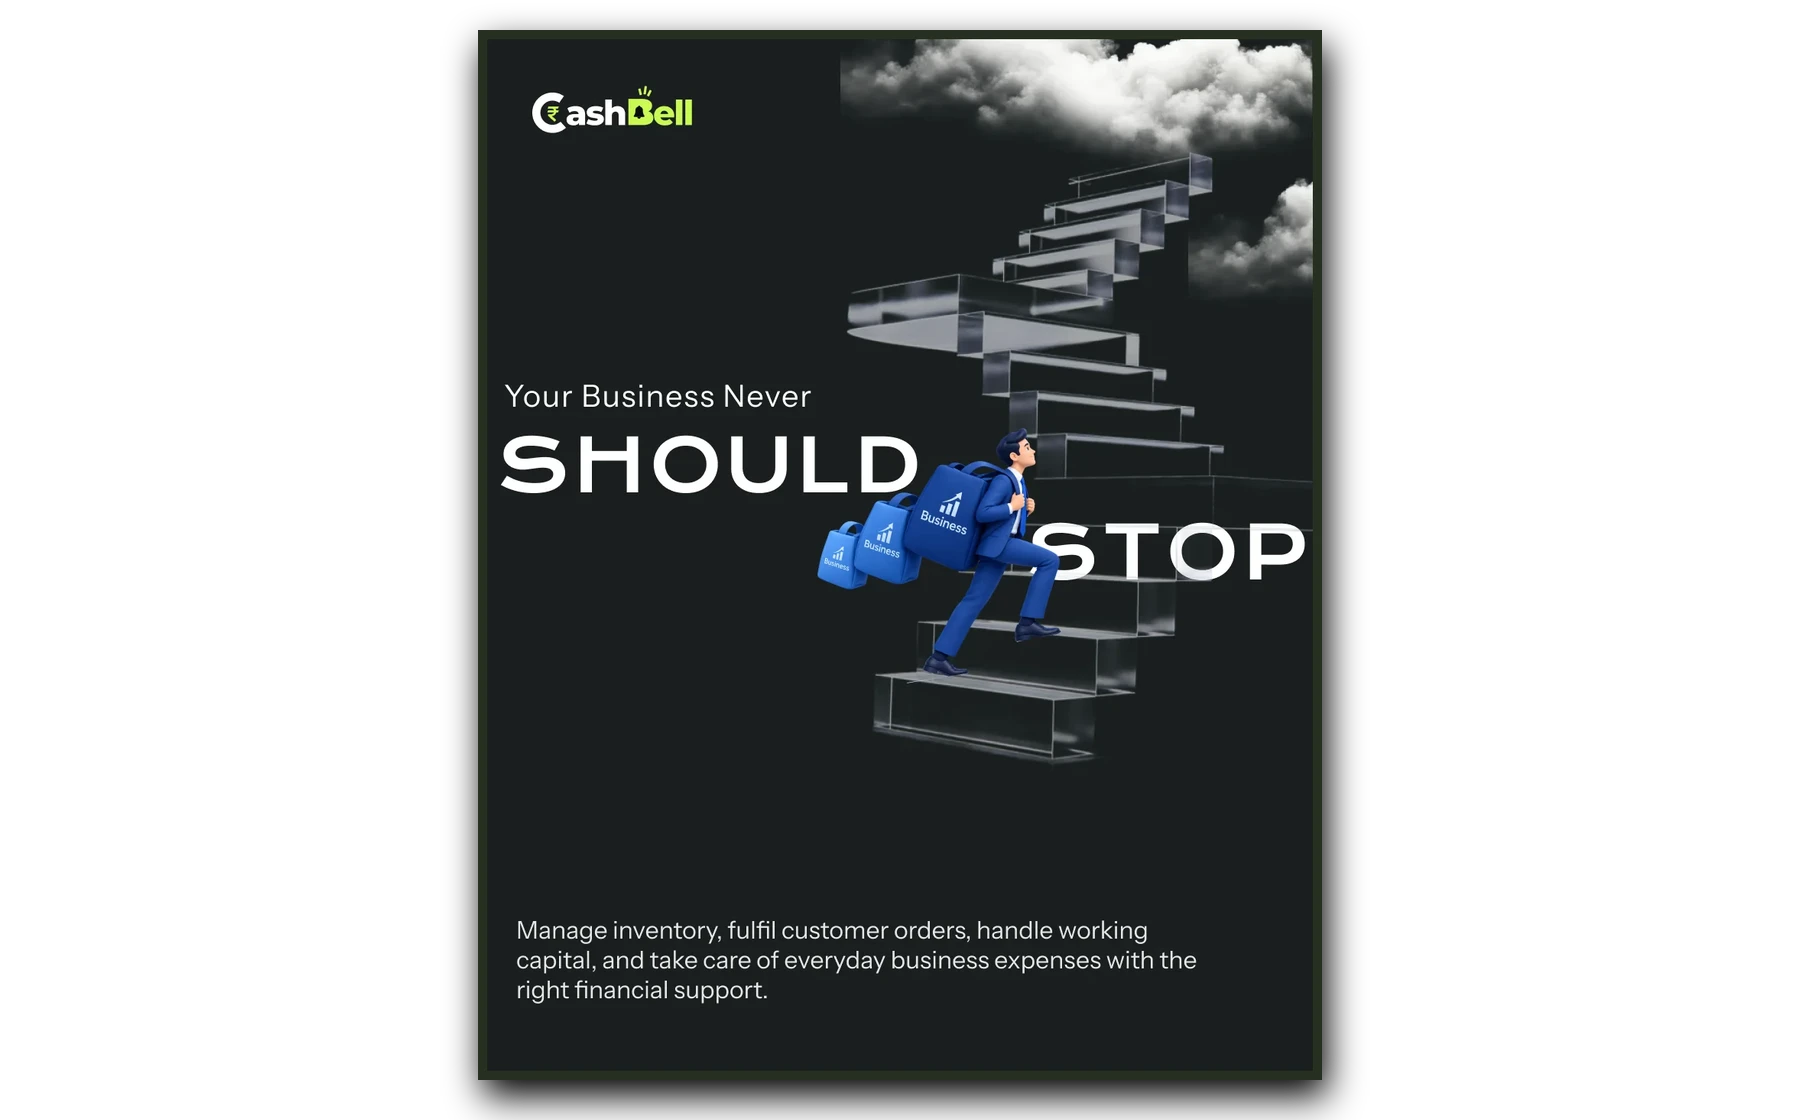 CashBell
Your Business Never
SHOULD
STOP
Business
Business
Business
Manage inventory, fulfil customer orders, handle working
capital, and take care of everyday business expenses with the
right financial support.